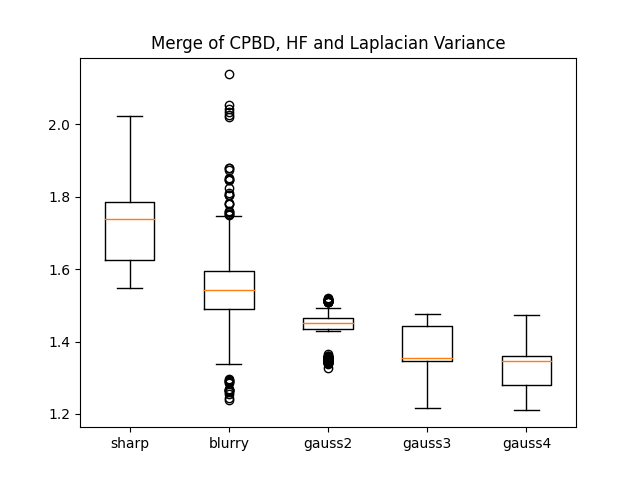 Merge of CPBD, HF and Laplacian Variance
2.0
1.8
1.6
1.4
1.2
sharp blurry gauss2 gauss3 gauss4